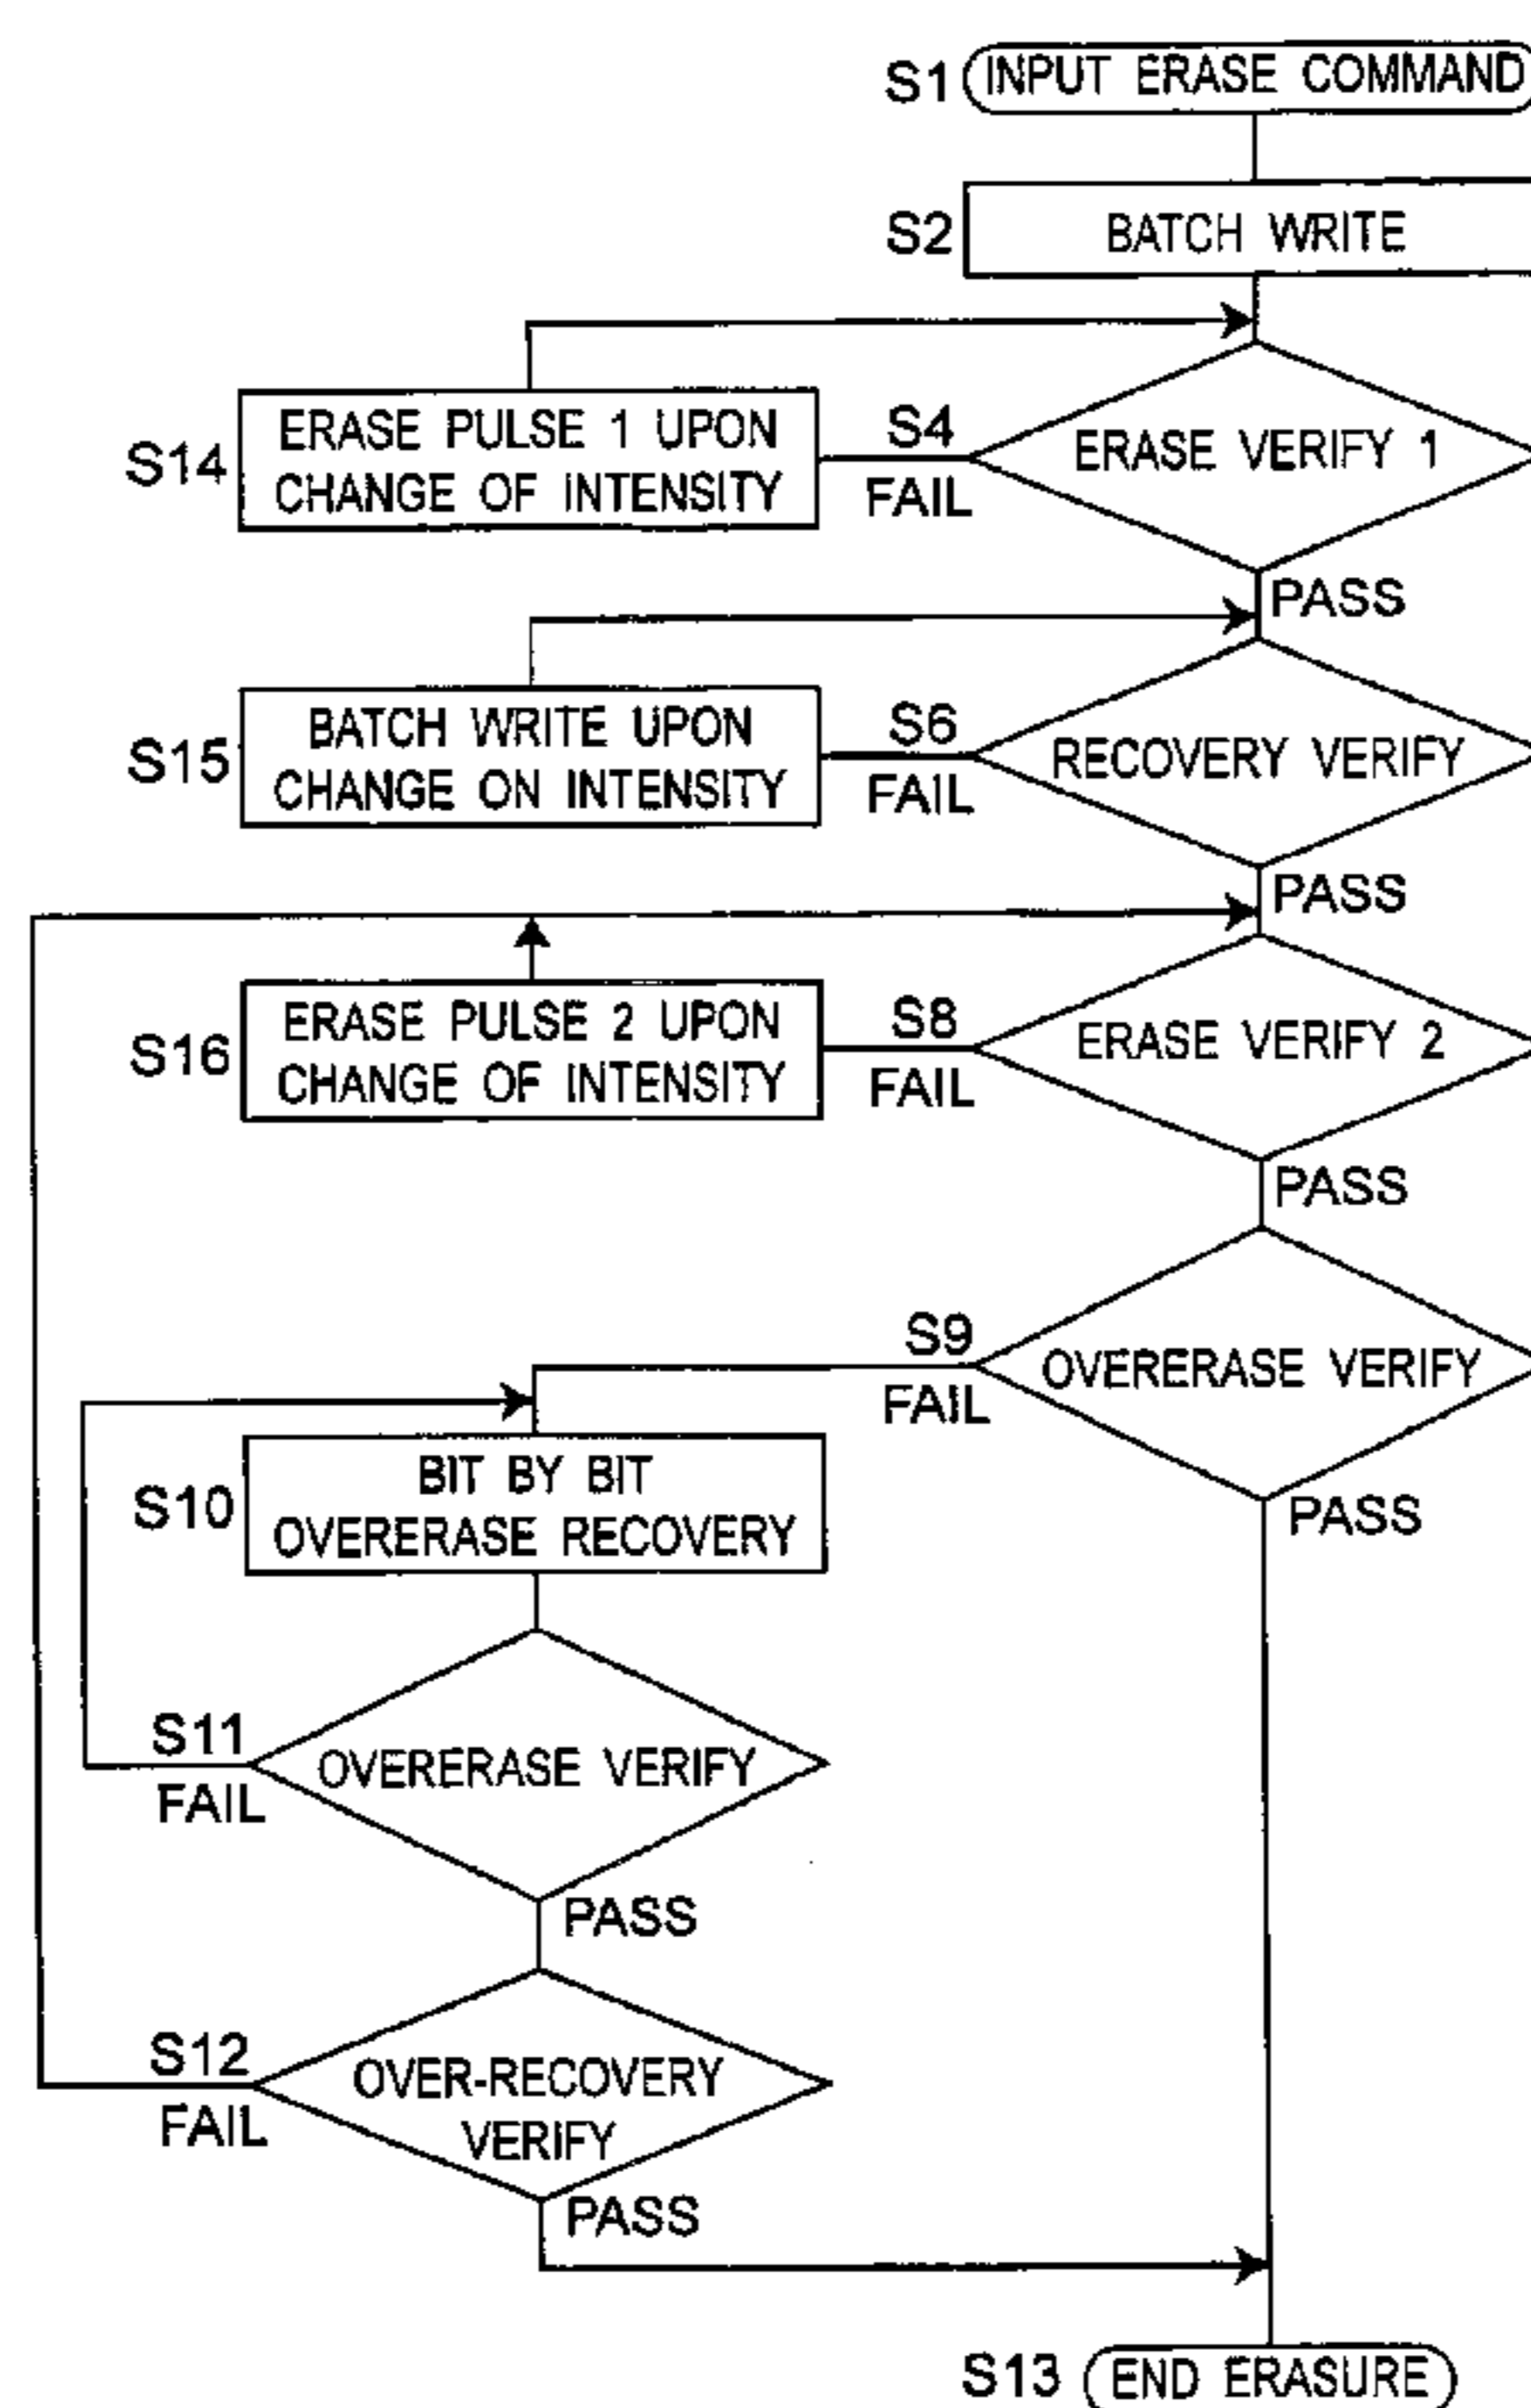 S1 INPUT ERASE COMMAND
S2 BATCH WRITE
S14 ERASE PULSE 1 UPON
CHANGE OF INTENSITY
S4
FAIL
ERASE VERIFY 1
PASS
S15 BATCH WRITE UPON
CHANGE ON INTENSITY
S6
FAIL
RECOVERY VERIFY
PASS
S16 ERASE PULSE 2 UPON
CHANGE OF INTENSITY
S8
FAIL
ERASE VERIFY 2
PASS
S9
FAIL
OVERERASE VERIFY
PASS
S10 BIT BY BIT
OVERERASE RECOVERY
S11
FAIL
OVERERASE VERIFY
PASS
S12
FAIL
OVER-RECOVERY
VERIFY
PASS
S13 END ERASURE